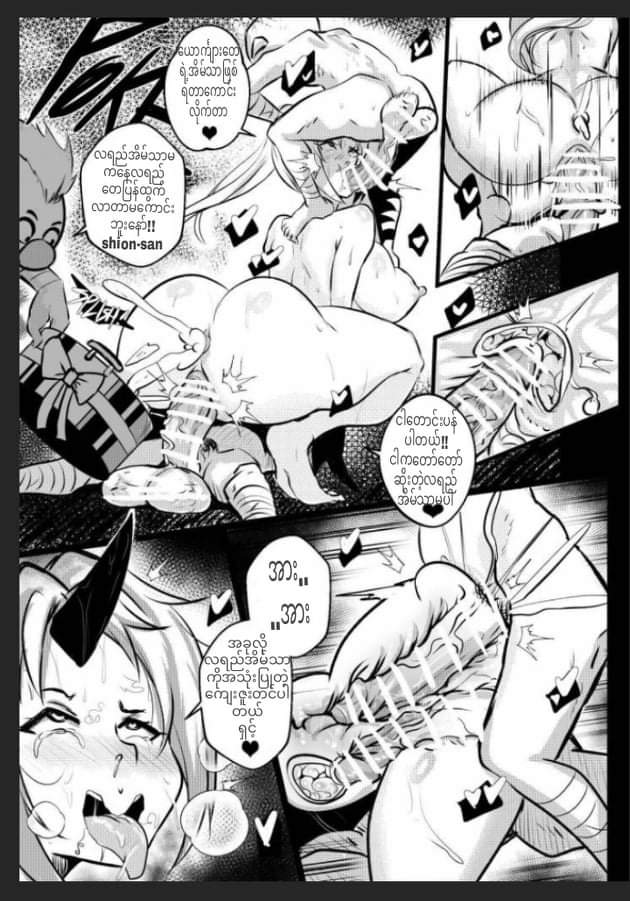 ယောင်္ကျားတေ
ရဲ့အိမ်သာဖြစ်
ရတာကောင်း
လိုက်တာ
လရည်အိမ်သာမ
ကနေလရည်
တေပြန်ထွက်
လာတာမကောင်း
ဘူးနော်!!
shion-san
ငါတောင်းပန်
ပါတယ်!!
ငါကတော်တော်
ဆိုးတဲ့လရည်
အိမ်သာမပါ
အား..
..အား
အခုလို
လရည်အိမ်သာ
ကိုအသုံးပြုတဲ့
ကျေးဇူးတင်ပါ
တယ်
ရှင့်